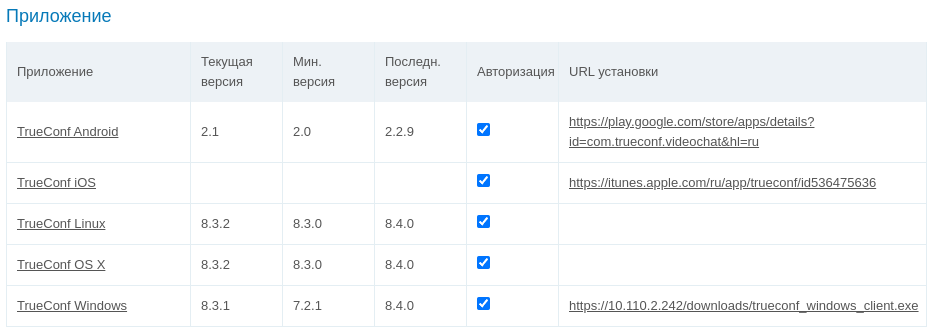 Приложение
Приложение Текущая версия Мин. версия Последн. версия Авторизация URL установки
TrueConf Android 2.1 2.0 2.2.9 https://play.google.com/store/apps/details?
id=com.trueconf.videochat&hl=ru
TrueConf iOS https://itunes.apple.com/ru/app/trueconf/id536475636
TrueConf Linux 8.3.2 8.3.0 8.4.0
TrueConf OS X 8.3.2 8.3.0 8.4.0
TrueConf Windows 8.3.1 7.2.1 8.4.0 https://10.110.2.242/downloads/trueconf_windows_client.exe